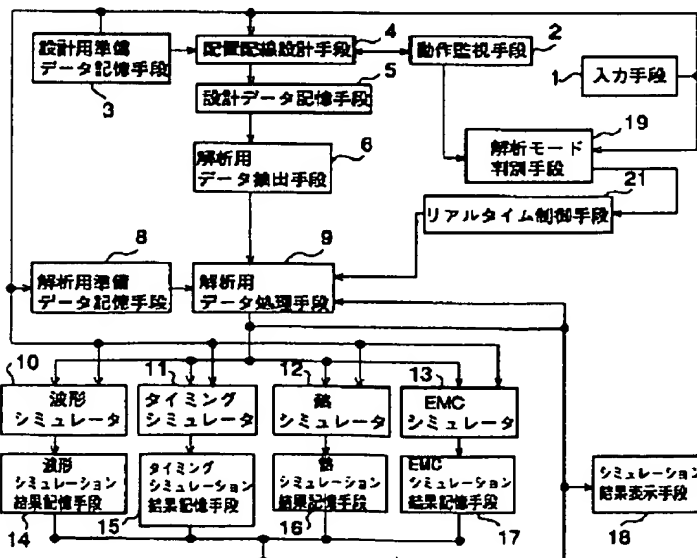 4
2
設計用準備
データ記憶手段
配置配線設計手段
動作監視手段
3
5
1
入力手段
設計データ記憶手段
19
6
解析モード
判別手段
解析用
データ抽出手段
21
リアルタイム制御手段
8
9
解析用準備
データ記憶手段
解析用
データ処理手段
10
11
12
13
波形
シミュレータ
タイミング
シミュレータ
熱
シミュレータ
EMC
シミュレータ
波形
シミュレーション
結果記憶手段
タイミング
シミュレーション
結果記憶手段
熱
シミュレーション
結果記憶手段
EMC
シミュレーション
結果記憶手段
シミュレーション
結果表示手段
14
15
16
17
18